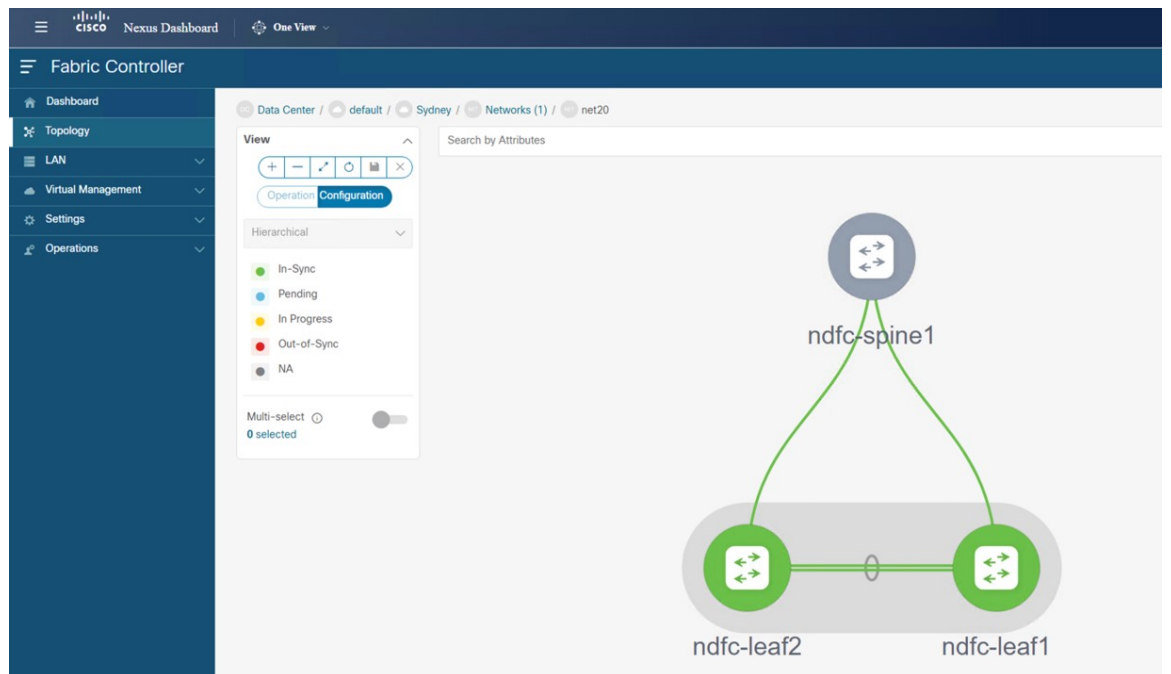 CISCO Nexus Dashboard One View
Fabric Controller
Dashboard
Topology
LAN
Virtual Management
Settings
Operations
Data Center / default / Sydney / Networks (1) / net20
View
Search by Attributes
Operation Configuration
Hierarchical
In-Sync
Pending
In Progress
Out-of-Sync
NA
Multi-select
0 selected
ndfc-spine1
ndfc-leaf2
ndfc-leaf1